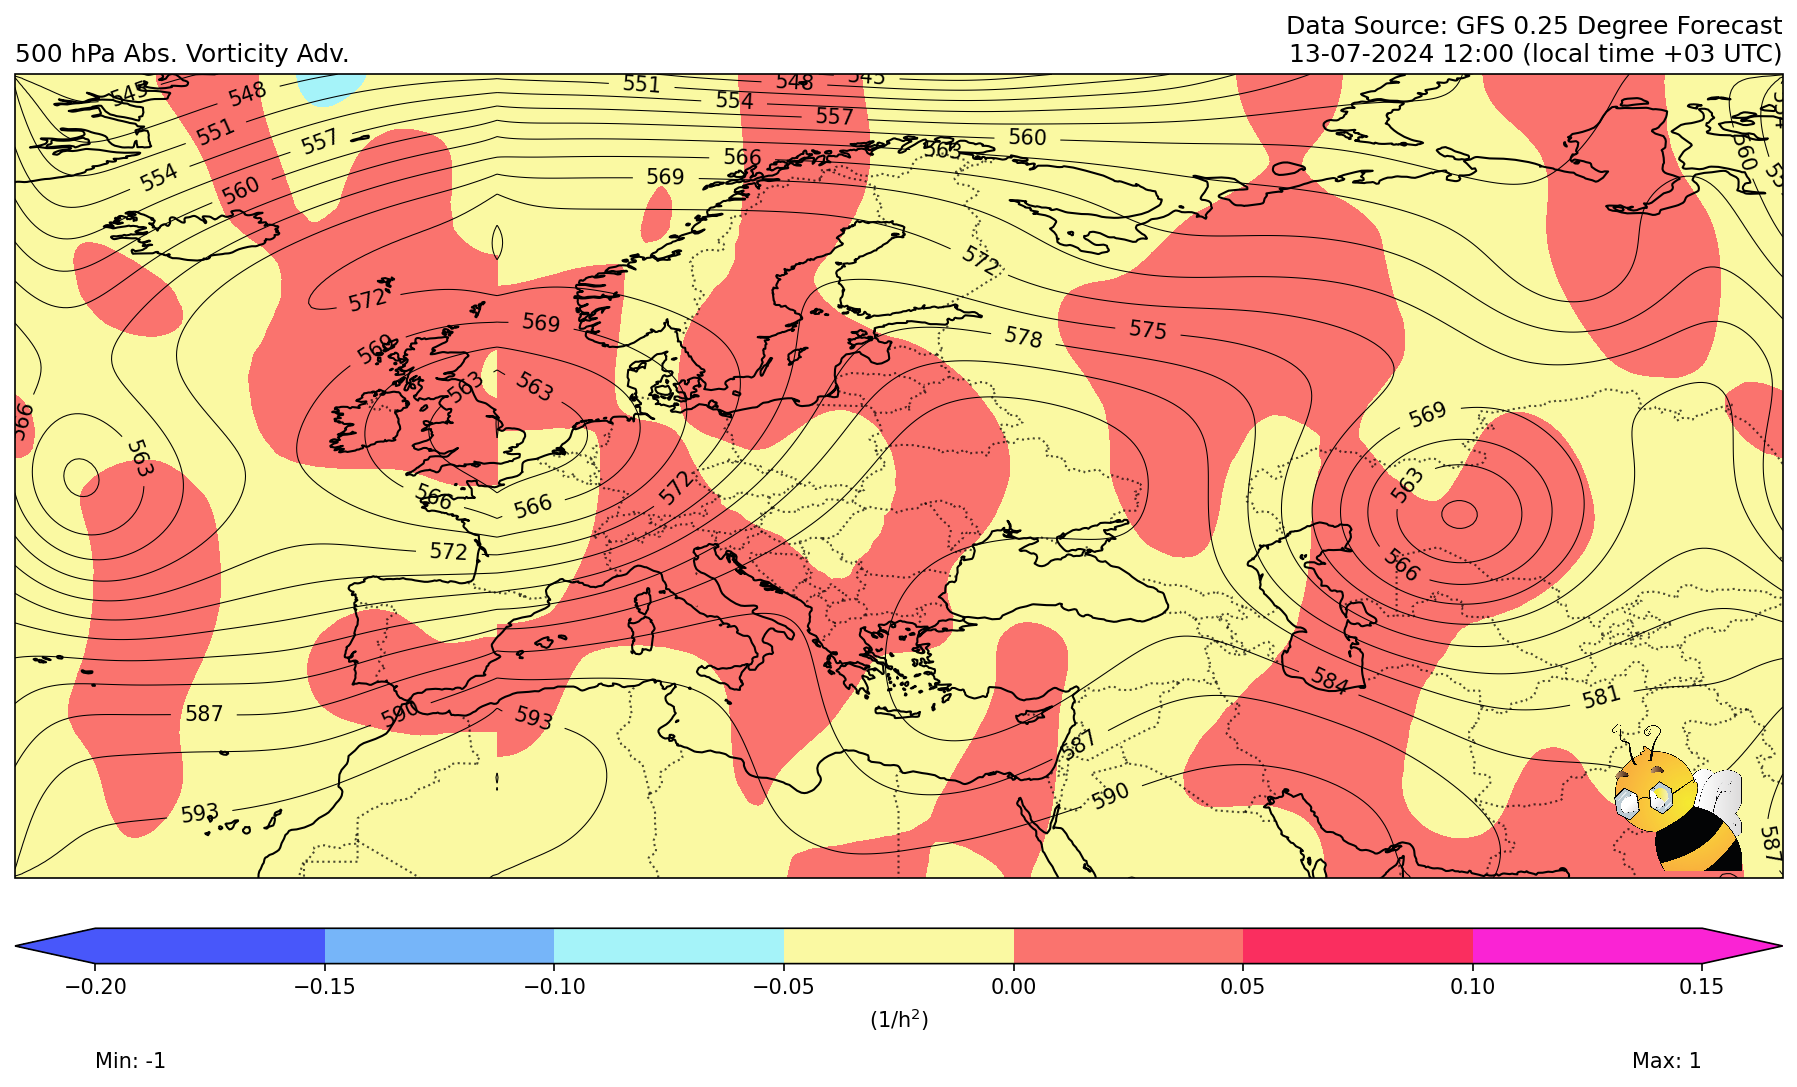 Data Source: GFS 0.25 Degree Forecast
500 hPa Abs. Vorticity Adv.
13-07-2024 12:00 (local time +03 UTC)
545 548 551 548 545
551 557 554 557 560
554 560 566 569 563 560
572 572
569 569 578 575
563 563 569
566 563 572 563
566 566
572 566
584 581
587 590 593 587
593 590 587
−0.20 −0.15 −0.10 −0.05 0.00 0.05 0.10 0.15
(1/h²)
Min: -1 Max: 1